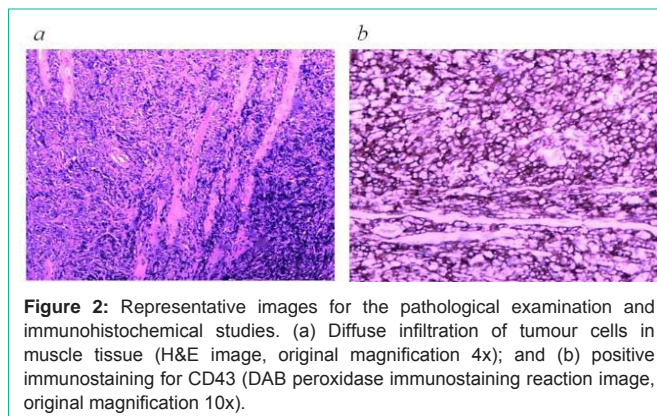 a b
Figure 2: Representative images for the pathological examination and
immunohistochemical studies. (a) Diffuse infiltration of tumour cells in
muscle tissue (H&E image, original magnification 4x); and (b) positive
immunostaining for CD43 (DAB peroxidase immunostaining reaction image,
original magnification 10x).